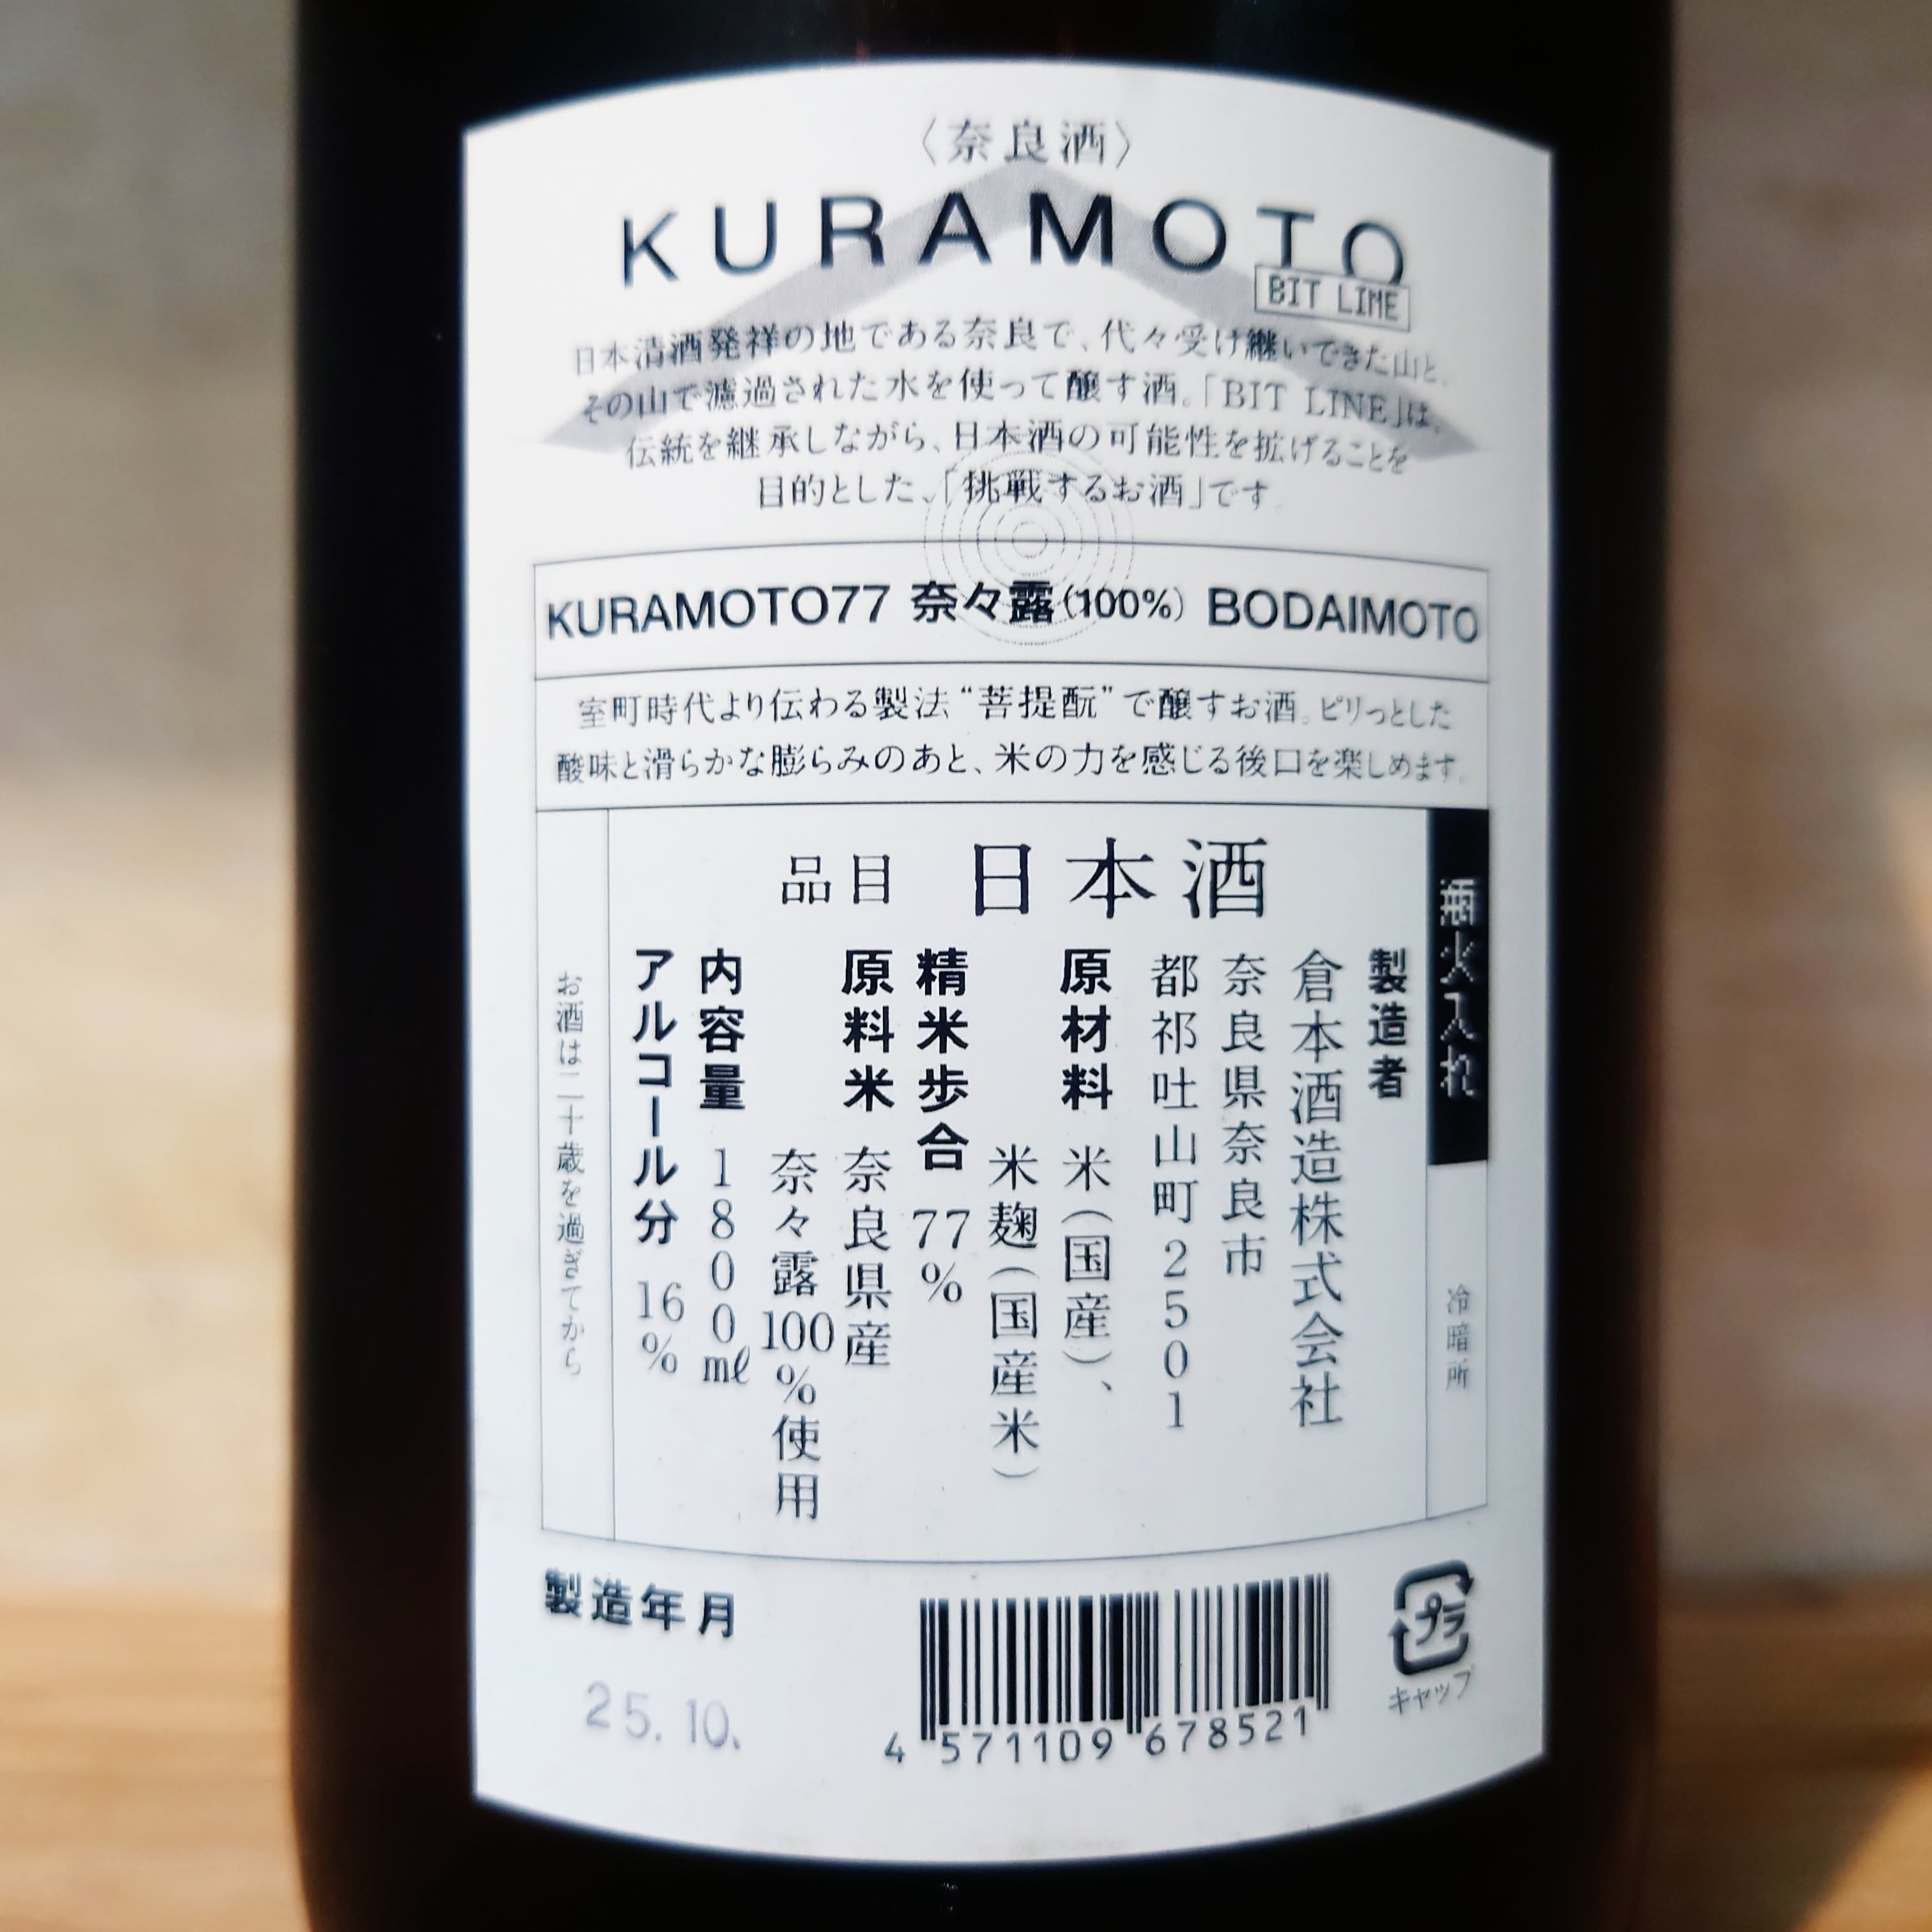 〈奈良酒〉
KURAMOTO
BIT LINE
日本清酒発祥の地である奈良で、代々受け継いできた山と、
その山で濾過された水を使って醸す酒。「BIT LINE」は、
伝統を継承しながら、日本酒の可能性を拡げることを
目的とした、「挑戦するお酒」です。
KURAMOTO77 奈々露(100%) BODAIMOTO
室町時代より伝わる製法“菩提酛”で醸すお酒。ピリっとした
酸味と滑らかな膨らみのあと、米の力を感じる後口を楽しめます。
品目 日本酒
瓶火入れ
冷暗所
製造者
倉本酒造株式会社
奈良県奈良市
都祁吐山町2501
原材料 米(国産)、
米麹(国産米)
精米歩合 77%
原料米 奈良県産
奈々露100%使用
内容量 1800㎖
アルコール分 16%
お酒は二十歳を過ぎてから
製造年月
25.10.
4 571109 678521
プラ
キャップ